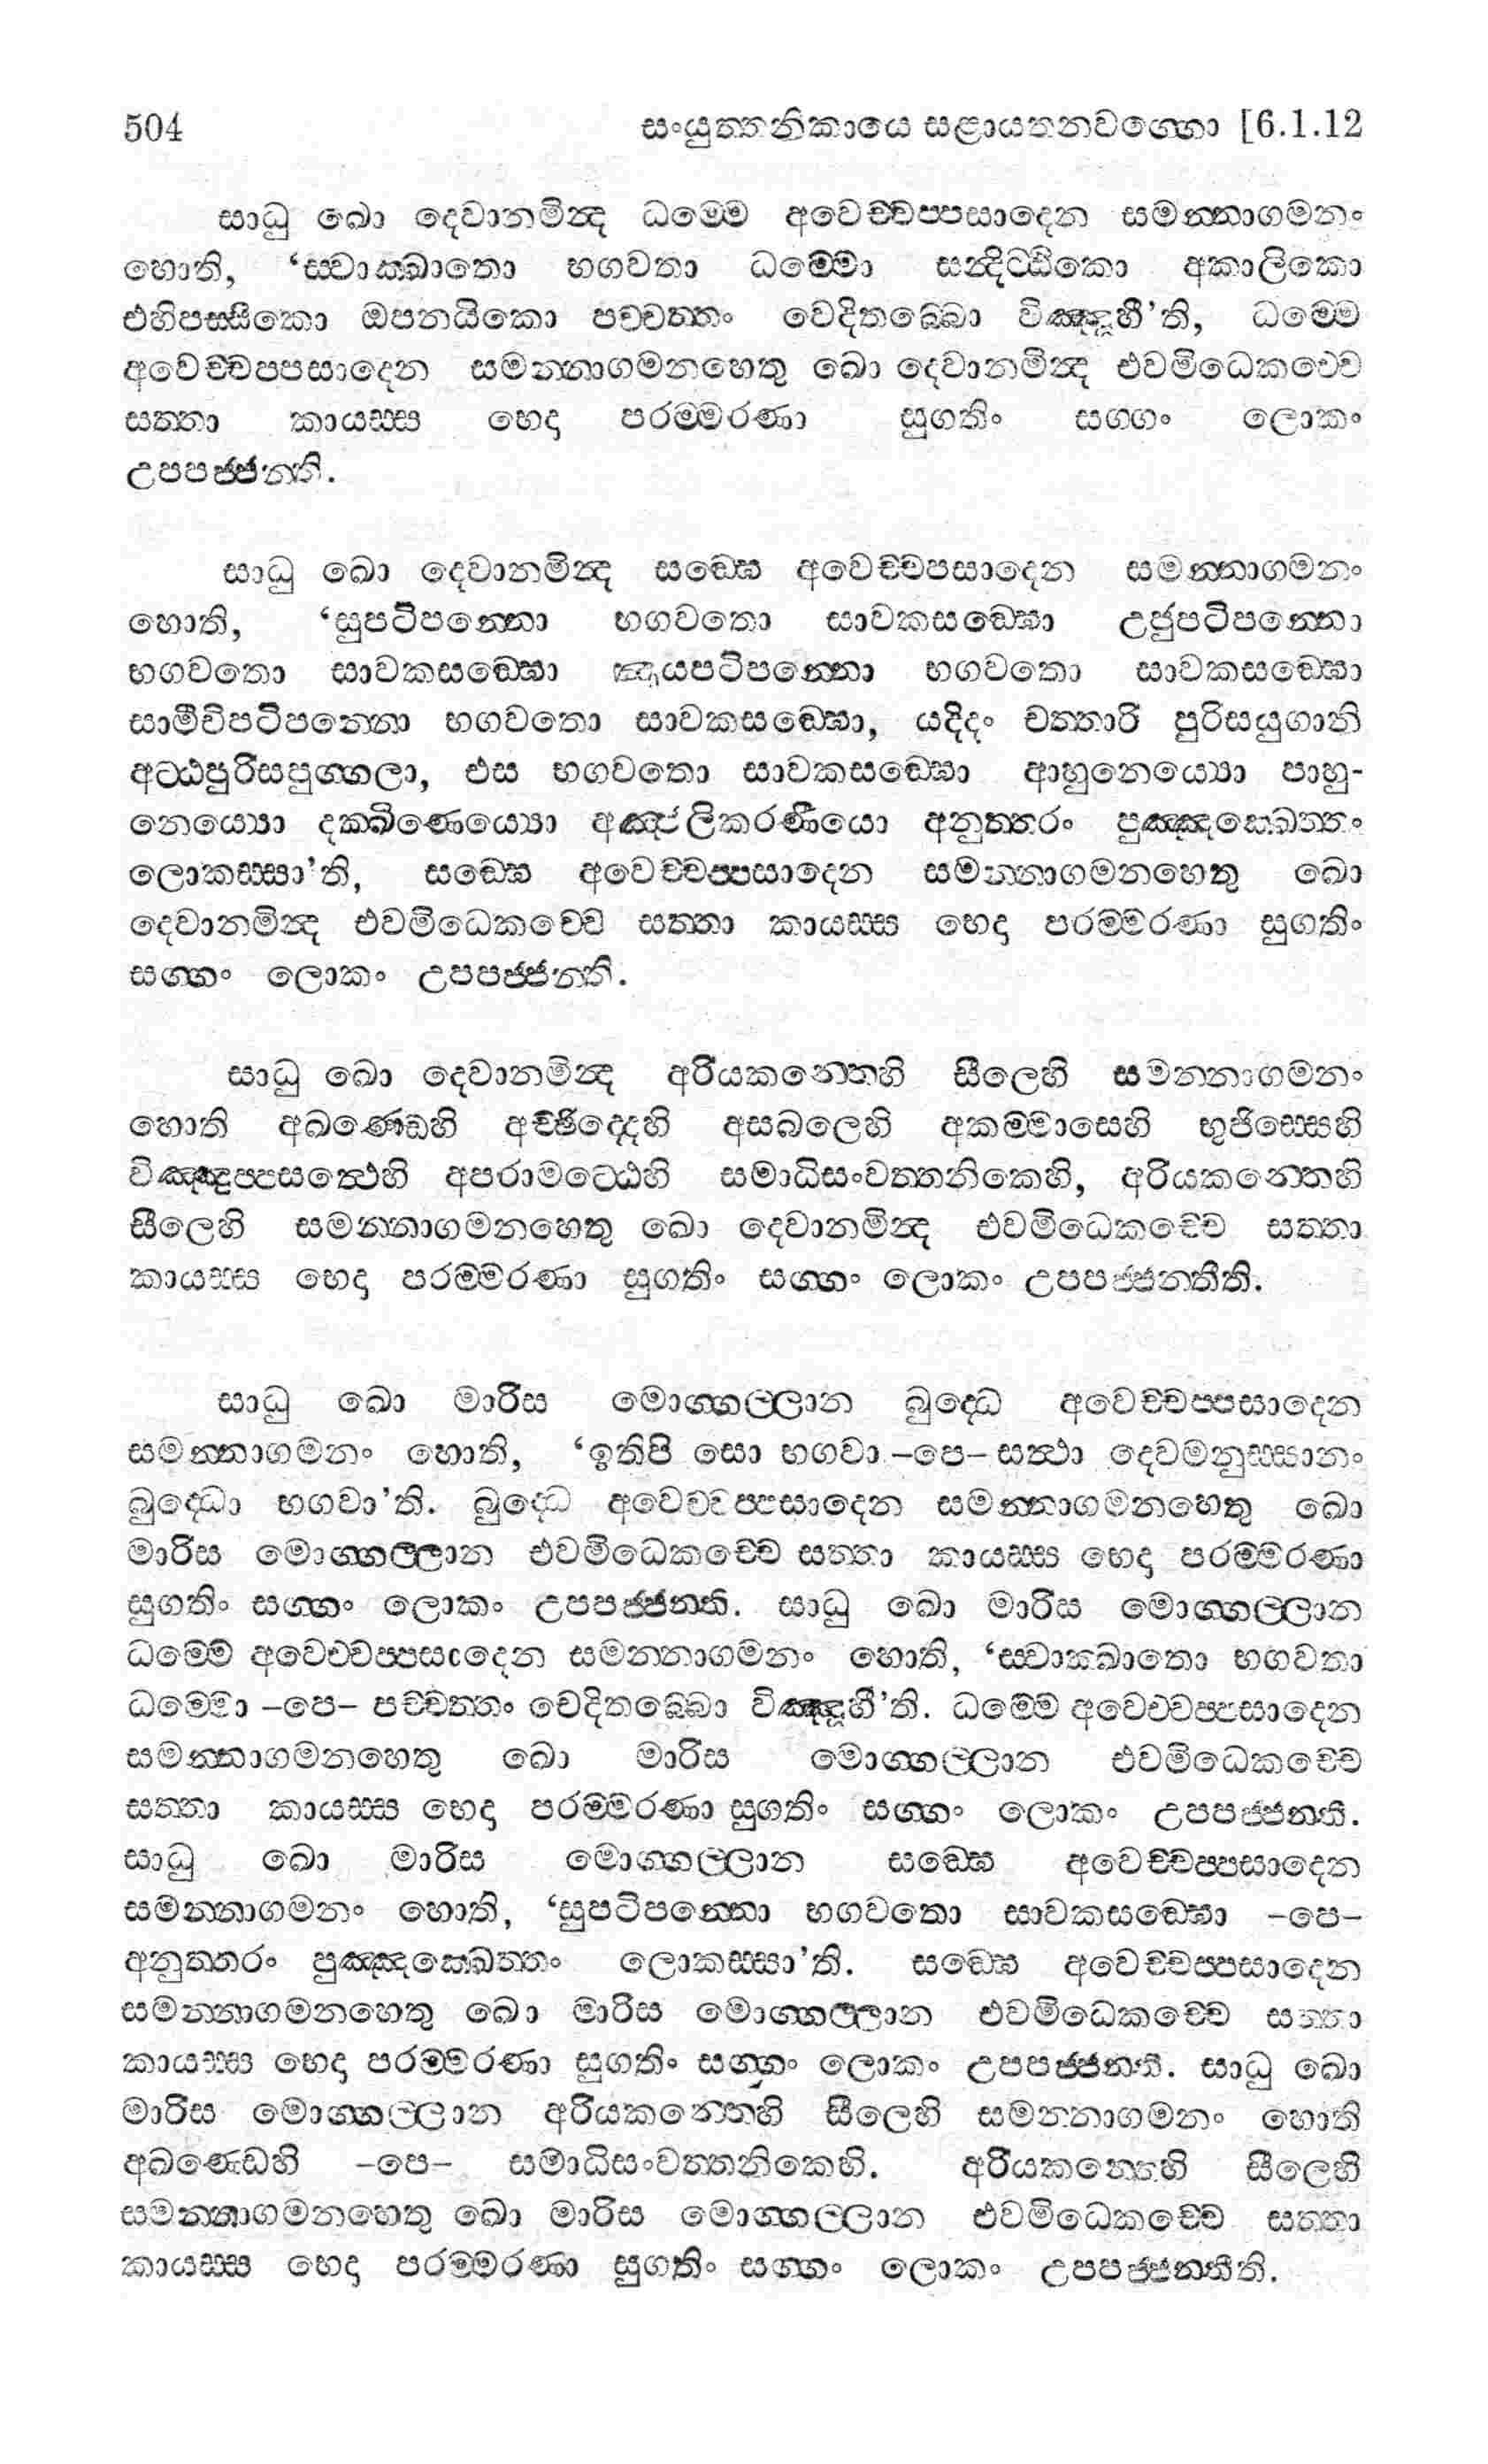 504 සංයුත්තනිකායෙ සළායතනවග්ගො [6.1.12
සාධු ඛො දෙවානමින්ද ධම්මෙ අවෙච්චප්පසාදෙන සමන්නාගමනං
හොති, ‘ස්වාක්ඛාතො භගවතා ධම්මො සන්දිට්ඨිකො අකාලිකො
එහිපස්සීකො ඔපනයිකො පච්චත්තං වෙදිතබ්බො විඤ්ඤූහී’ති, ධම්මෙ
අවෙච්චපපසාදෙන සමන්නාගමනහෙතු ඛො දෙවානමින්ද එවමිධෙකච්චෙ
සත්තා කායස්ස භෙදා පරම්මරණා සුගතිං සග්ගං ලොකං
උපපජ්ජන්ති.
සාධු ඛො දෙවානමින්ද සඞ්ඝෙ අවෙච්චපසාදෙන සමන්නාගමනං
හොති, ‘සුපටිපන්නො භගවතො සාවකසඞ්ඝො උජුපටිපන්නො
භගවතො සාවකසඞ්ඝො ඤායපටිපන්නො භගවතො සාවකසඞ්ඝො
සාමීචිපටිපන්නො භගවතො සාවකසඞ්ඝො, යදිදං චත්තාරි පුරිසයුගානි
අට්ඨපුරිසපුග්ගලා, එස භගවතො සාවකසඞ්ඝො ආහුනෙය්‍යො පාහු-
නෙය්‍යො දක්ඛිණෙය්‍යො අඤ්ජලිකරණීයො අනුත්තරං පුඤ්ඤක්ඛෙත්තං
ලොකස්සා’ති, සඞ්ඝෙ අවෙච්චප්පසාදෙන සමන්නාගමනහෙතු ඛො
දෙවානමින්ද එවමිධෙකච්චෙ සත්තා කායස්ස භෙදා පරම්මරණා සුගතිං
සග්ගං ලොකං උපපජ්ජන්ති.
සාධු ඛො දෙවානමින්ද අරියකන්තෙහි සීලෙහි සමන්නාගමනං
හොති අඛණ්ඩෙහි අච්ඡිද්දෙහි අසබලෙහි අකම්මාසෙහි භුජිස්සෙහි
විඤ්ඤුප්පසත්ථෙහි අපරාමට්ඨෙහි සමාධිසංවත්තනිකෙහි, අරියකන්තෙහි
සීලෙහි සමන්නාගමනහෙතු ඛො දෙවානමින්ද එවමිධෙකච්චෙ සත්තා
කායස්ස භෙදා පරම්මරණා සුගතිං සග්ගං ලොකං උපපජ්ජන්තීති.
සාධු ඛො මාරිස මොග්ගල්ලාන බුද්ධෙ අවෙච්චප්පසාදෙන
සමන්නාගමනං හොති, ‘ඉතිපි සො භගවා –පෙ– සත්ථා දෙවමනුස්සානං
බුද්ධො භගවා’ති. බුද්ධෙ අවෙච්චප්පසාදෙන සමන්නාගමනහෙතු ඛො
මාරිස මොග්ගල්ලාන එවමිධෙකච්චෙ සත්තා කායස්ස භෙදා පරම්මරණා
සුගතිං සග්ගං ලොකං උපපජ්ජන්ති. සාධු ඛො මාරිස මොග්ගල්ලාන
ධම්මෙ අවෙච්චප්පසාදෙන සමන්නාගමනං හොති, ‘ස්වාක්ඛාතො භගවතා
ධම්මො –පෙ– පච්චත්තං වෙදිතබ්බො විඤ්ඤූහී’ති. ධම්මෙ අවෙච්චප්පසාදෙන
සමන්නාගමනහෙතු ඛො මාරිස මොග්ගල්ලාන එවමිධෙකච්චෙ
සත්තා කායස්ස භෙදා පරම්මරණා සුගතිං සග්ගං ලොකං උපපජ්ජන්ති.
සාධු ඛො මාරිස මොග්ගල්ලාන සඞ්ඝෙ අවෙච්චප්පසාදෙන
සමන්නාගමනං හොති, ‘සුපටිපන්නො භගවතො සාවකසඞ්ඝො –පෙ–
අනුත්තරං පුඤ්ඤක්ඛෙත්තං ලොකස්සා’ති. සඞ්ඝෙ අවෙච්චප්පසාදෙන
සමන්නාගමනහෙතු ඛො මාරිස මොග්ගල්ලාන එවමිධෙකච්චෙ සත්තා
කායස්ස භෙදා පරම්මරණා සුගතිං සග්ගං ලොකං උපපජ්ජන්ති. සාධු ඛො
මාරිස මොග්ගල්ලාන අරියකන්තෙහි සීලෙහි සමන්නාගමනං හොති
අඛණ්ඩෙහි –පෙ– සමාධිසංවත්තනිකෙහි. අරියකන්තෙහි සීලෙහි
සමන්නාගමනහෙතු ඛො මාරිස මොග්ගල්ලාන එවමිධෙකච්චෙ සත්තා
කායස්ස භෙදා පරම්මරණා සුගතිං සග්ගං ලොකං උපපජ්ජන්තීති.